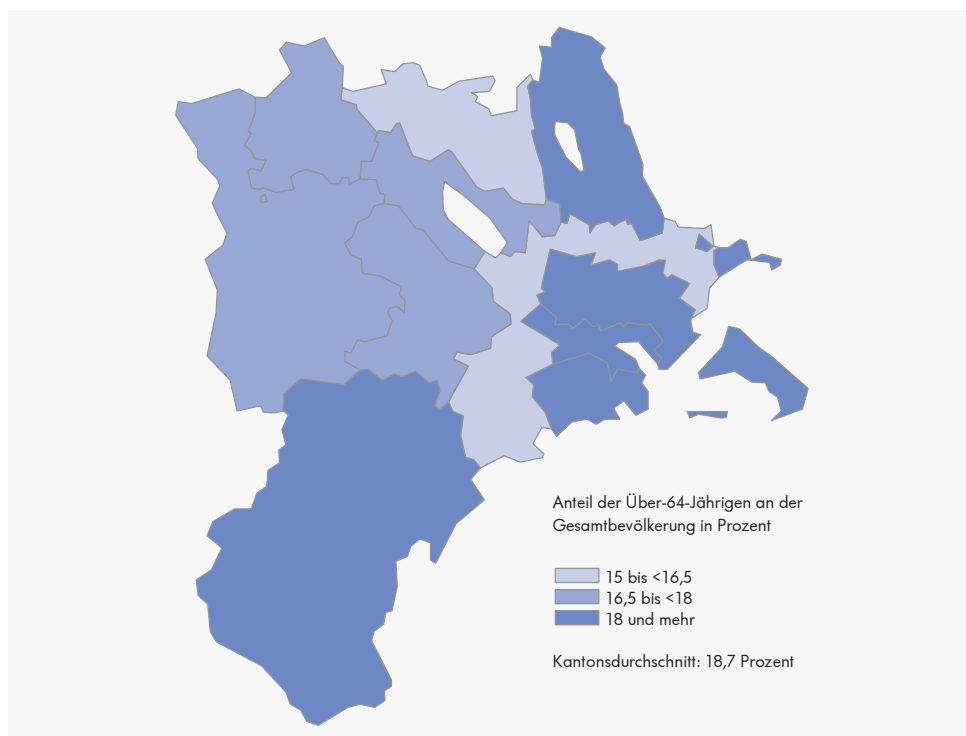 Anteil der Über-64-Jährigen an der
Gesamtbevölkerung in Prozent
15 bis <16,5
16,5 bis <18
18 und mehr
Kantonsdurchschnitt: 18,7 Prozent